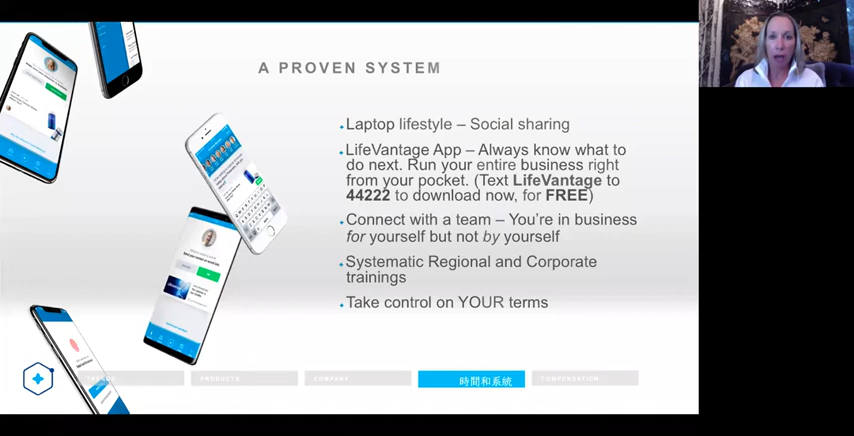 A PROVEN SYSTEM
Laptop lifestyle – Social sharing
LifeVantage App – Always know what to
do next. Run your entire business right
from your pocket. (Text LifeVantage to
44222 to download now, for FREE)
Connect with a team – You’re in business
for yourself but not by yourself
Systematic Regional and Corporate
trainings
Take control on YOUR terms
PRODUCTS
COMPANY
時間和系統
COMPENSATION